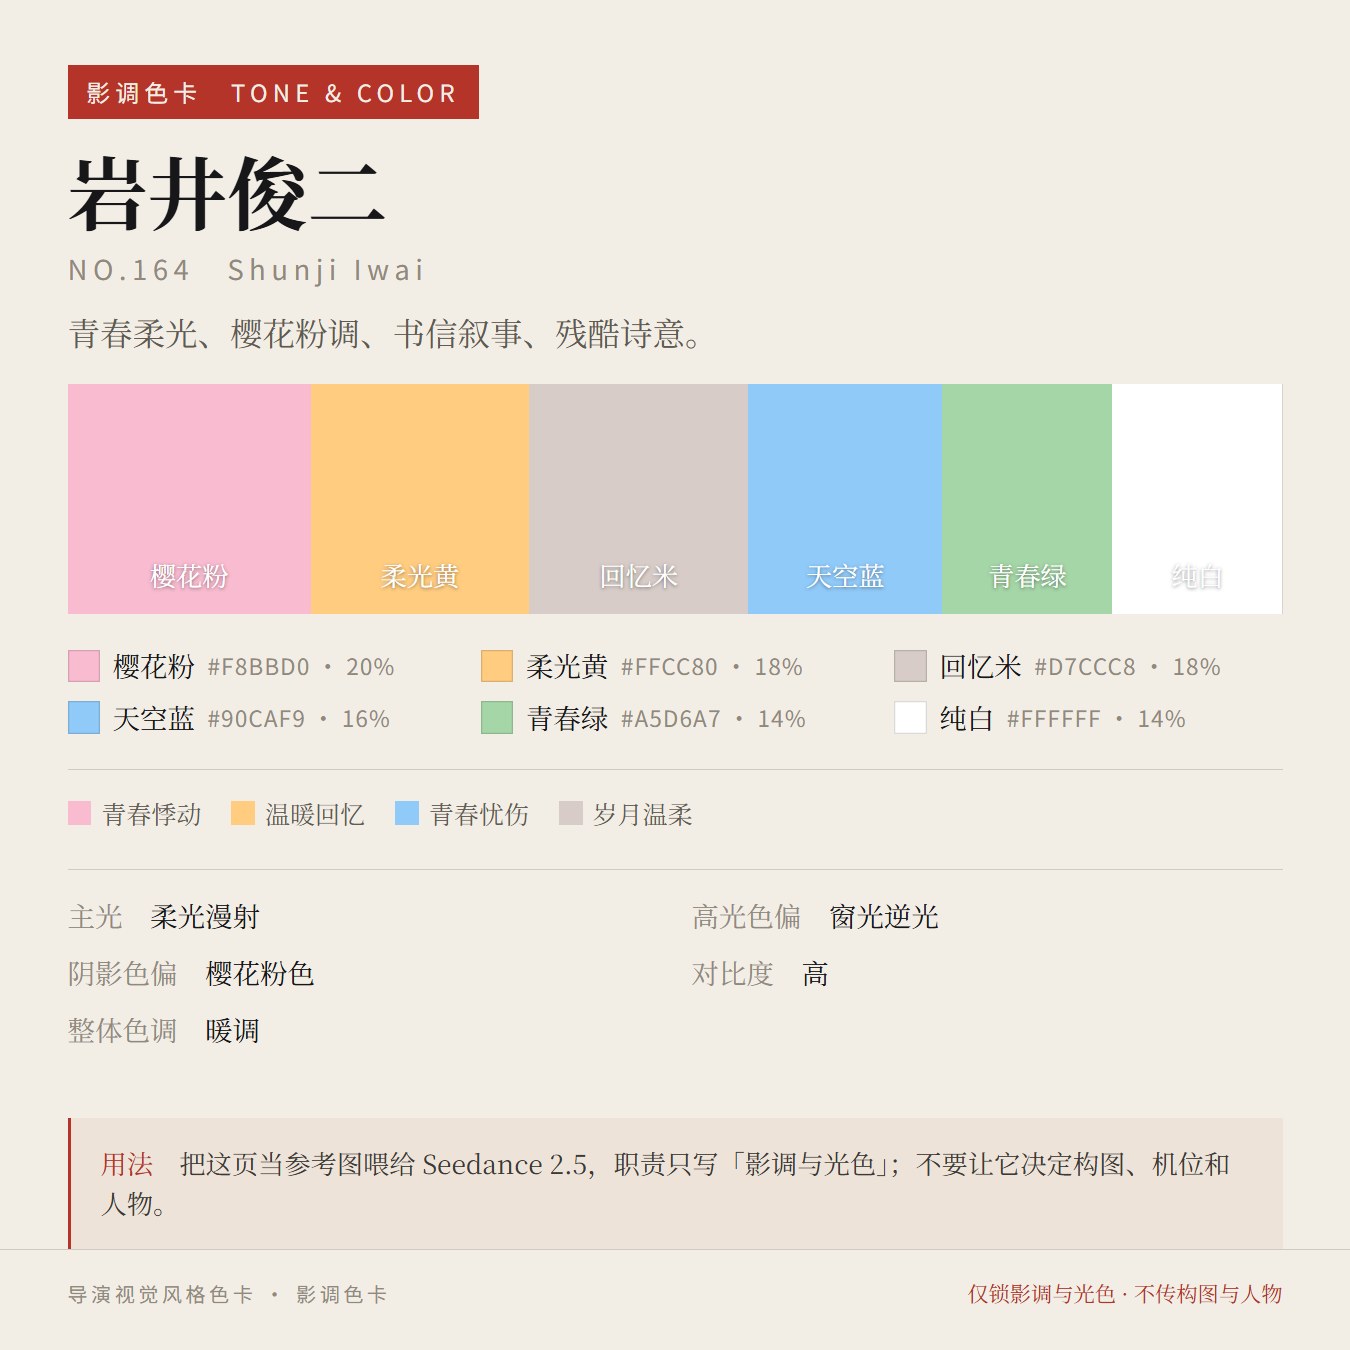 影调色卡 TONE & COLOR
岩井俊二
NO.164 Shunji Iwai
青春柔光、樱花粉调、书信叙事、残酷诗意。
樱花粉 柔光黄 回忆米 天空蓝 青春绿 纯白
樱花粉 #F8BBD0 · 20% 柔光黄 #FFCC80 · 18% 回忆米 #D7CCC8 · 18%
天空蓝 #90CAF9 · 16% 青春绿 #A5D6A7 · 14% 纯白 #FFFFFF · 14%
青春悸动 温暖回忆 青春忧伤 岁月温柔
主光 柔光漫射 高光色偏 窗光逆光
阴影色偏 樱花粉色 对比度 高
整体色调 暖调
用法 把这页当参考图喂给 Seedance 2.5，职责只写「影调与光色」；不要让它决定构图、机位和
人物。
导演视觉风格色卡 · 影调色卡 仅锁影调与光色 · 不传构图与人物